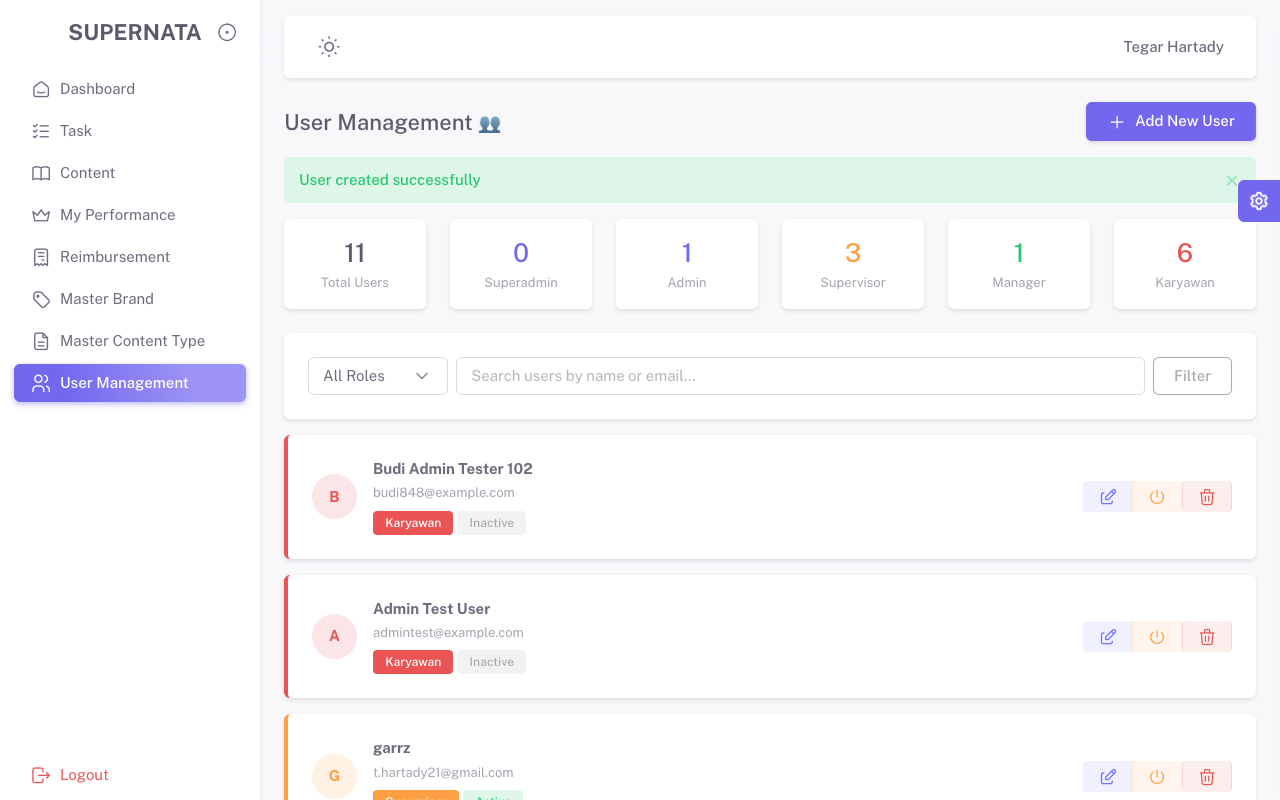 SUPERNATA
Dashboard
Task
Content
My Performance
Reimbursement
Master Brand
Master Content Type
User Management
Logout
Tegar Hartady
User Management
Add New User
User created successfully
11
Total Users
0
Superadmin
1
Admin
3
Supervisor
1
Manager
6
Karyawan
All Roles
Search users by name or email...
Filter
B
Budi Admin Tester 102
budi848@example.com
Karyawan
Inactive
A
Admin Test User
admintest@example.com
Karyawan
Inactive
G
garrz
t.hartady21@gmail.com